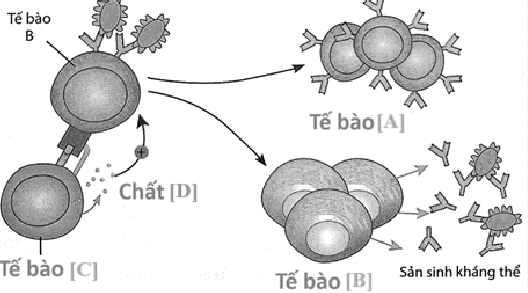 Tế bào
B
Tế bào [A]
Chất [D]
Tế bào [C]
Tế bào [B]
Sản sinh kháng thể